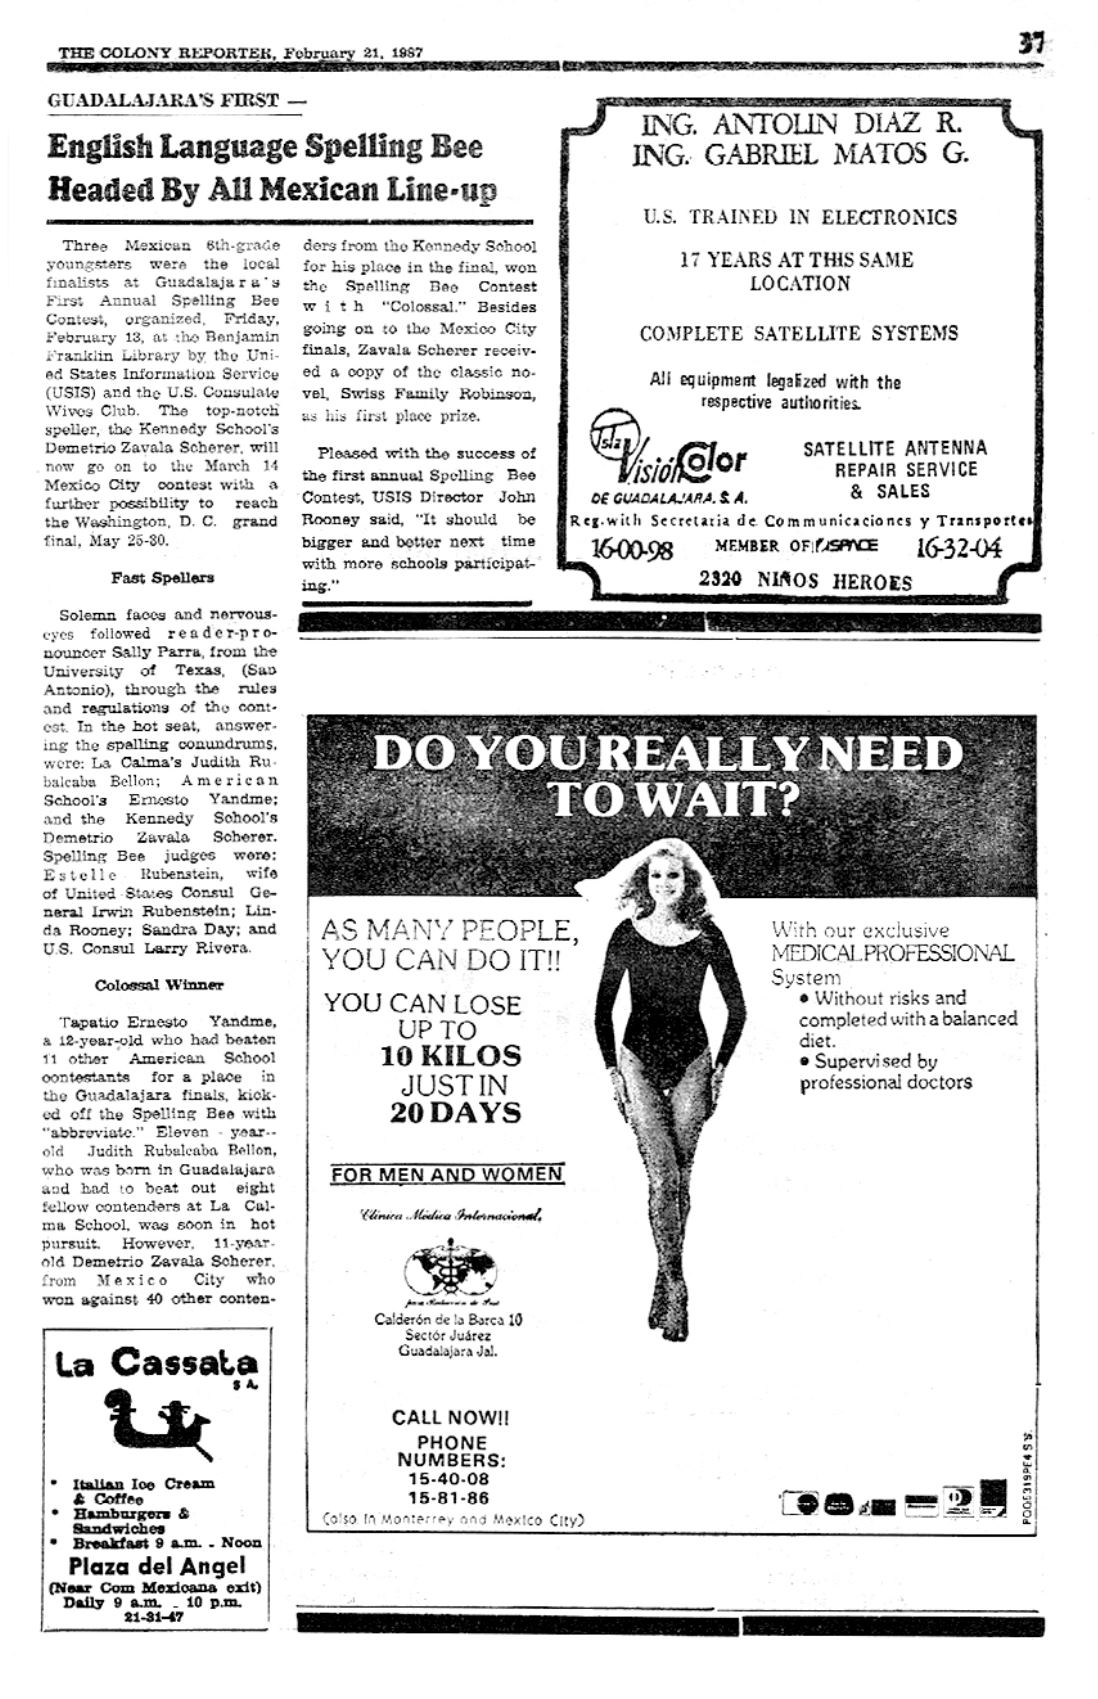 THE COLONY REPORTER, February 21, 1987
37
GUADALAJARA'S FIRST —
English Language Spelling Bee
Headed By All Mexican Line-up
Three Mexican 6th-grade
youngsters were the local
finalists at Guadalajara's
First Annual Spelling Bee
Contest, organized, Friday,
February 13, at the Benjamin
Franklin Library by the Uni-
ed States Information Service
(USIS) and the U.S. Consulate
Wives Club. The top-notch
speller, the Kennedy School's
Demetrio Zavala Scherer, will
now go on to the March 14
Mexico City contest with a
further possibility to reach
the Washington, D. C. grand
final, May 25-30.
Fast Spellers
Solemn faces and nervous-
eyes followed reader-pro-
nouncer Sally Parra, from the
University of Texas, (San
Antonio), through the rules
and regulations of the cont-
est. In the hot seat, answer-
ing the spelling conundrums,
were: La Calma's Judith Ru-
balcaba Bellon; American
School's Ernesto Yandme;
and the Kennedy School's
Demetrio Zavala Scherer.
Spelling Bee judges were:
Estelle Rubenstein, wife
of United States Consul Ge-
neral Irwin Rubenstein; Lin-
da Rooney; Sandra Day; and
U.S. Consul Larry Rivera.
Colossal Winner
Tapatio Ernesto Yandme,
a 12-year-old who had beaten
11 other American School
contestants for a place in
the Guadalajara finals, kick-
ed off the Spelling Bee with
"abbreviate." Eleven - year--
old Judith Rubalcaba Bellon,
who was born in Guadalajara
and had to beat out eight
fellow contenders at La Cal-
ma School, was soon in hot
pursuit. However, 11-year-
old Demetrio Zavala Scherer,
from Mexico City who
won against 40 other conten-
ders from the Kennedy School
for his place in the final, won
the Spelling Bee Contest
with "Colossal." Besides
going on to the Mexico City
finals, Zavala Scherer receiv-
ed a copy of the classic no-
vel, Swiss Family Robinson,
as his first place prize.
Pleased with the success of
the first annual Spelling Bee
Contest, USIS Director John
Rooney said, "It should be
bigger and better next time
with more schools participat-
ing."
ING. ANTOLIN DIAZ R.
ING. GABRIEL MATOS G.
U.S. TRAINED IN ELECTRONICS
17 YEARS AT THIS SAME
LOCATION
COMPLETE SATELLITE SYSTEMS
All equipment legalized with the
respective authorities.
Tsla
Visión Color
DE GUADALAJARA, S. A.
SATELLITE ANTENNA
REPAIR SERVICE
& SALES
Reg. with Secretaria de Comunicaciones y Transportes
16-00-98
MEMBER OF SPACE
16-32-04
2320 NIÑOS HEROES
DO YOU REALLY NEED
TO WAIT?
AS MANY PEOPLE,
YOU CAN DO IT!!
YOU CAN LOSE
UP TO
10 KILOS
JUST IN
20 DAYS
FOR MEN AND WOMEN
Clínica Médica Internacional,
Calderón de la Barca 10
Sectór Juárez
Guadalajara Jal.
CALL NOW!!
PHONE
NUMBERS:
15-40-08
15-81-86
(also in Monterrey and Mexico City)
With our exclusive
MEDICAL PROFESSIONAL
System
● Without risks and
completed with a balanced
diet.
● Supervised by
professional doctors
La Cassata
S A.
* Italian Ice Cream
& Coffee
* Hamburgers &
Sandwiches
* Breakfast 9 a.m. - Noon
Plaza del Angel
(Near Com Mexicana exit)
Daily 9 a.m. - 10 p.m.
21-31-47